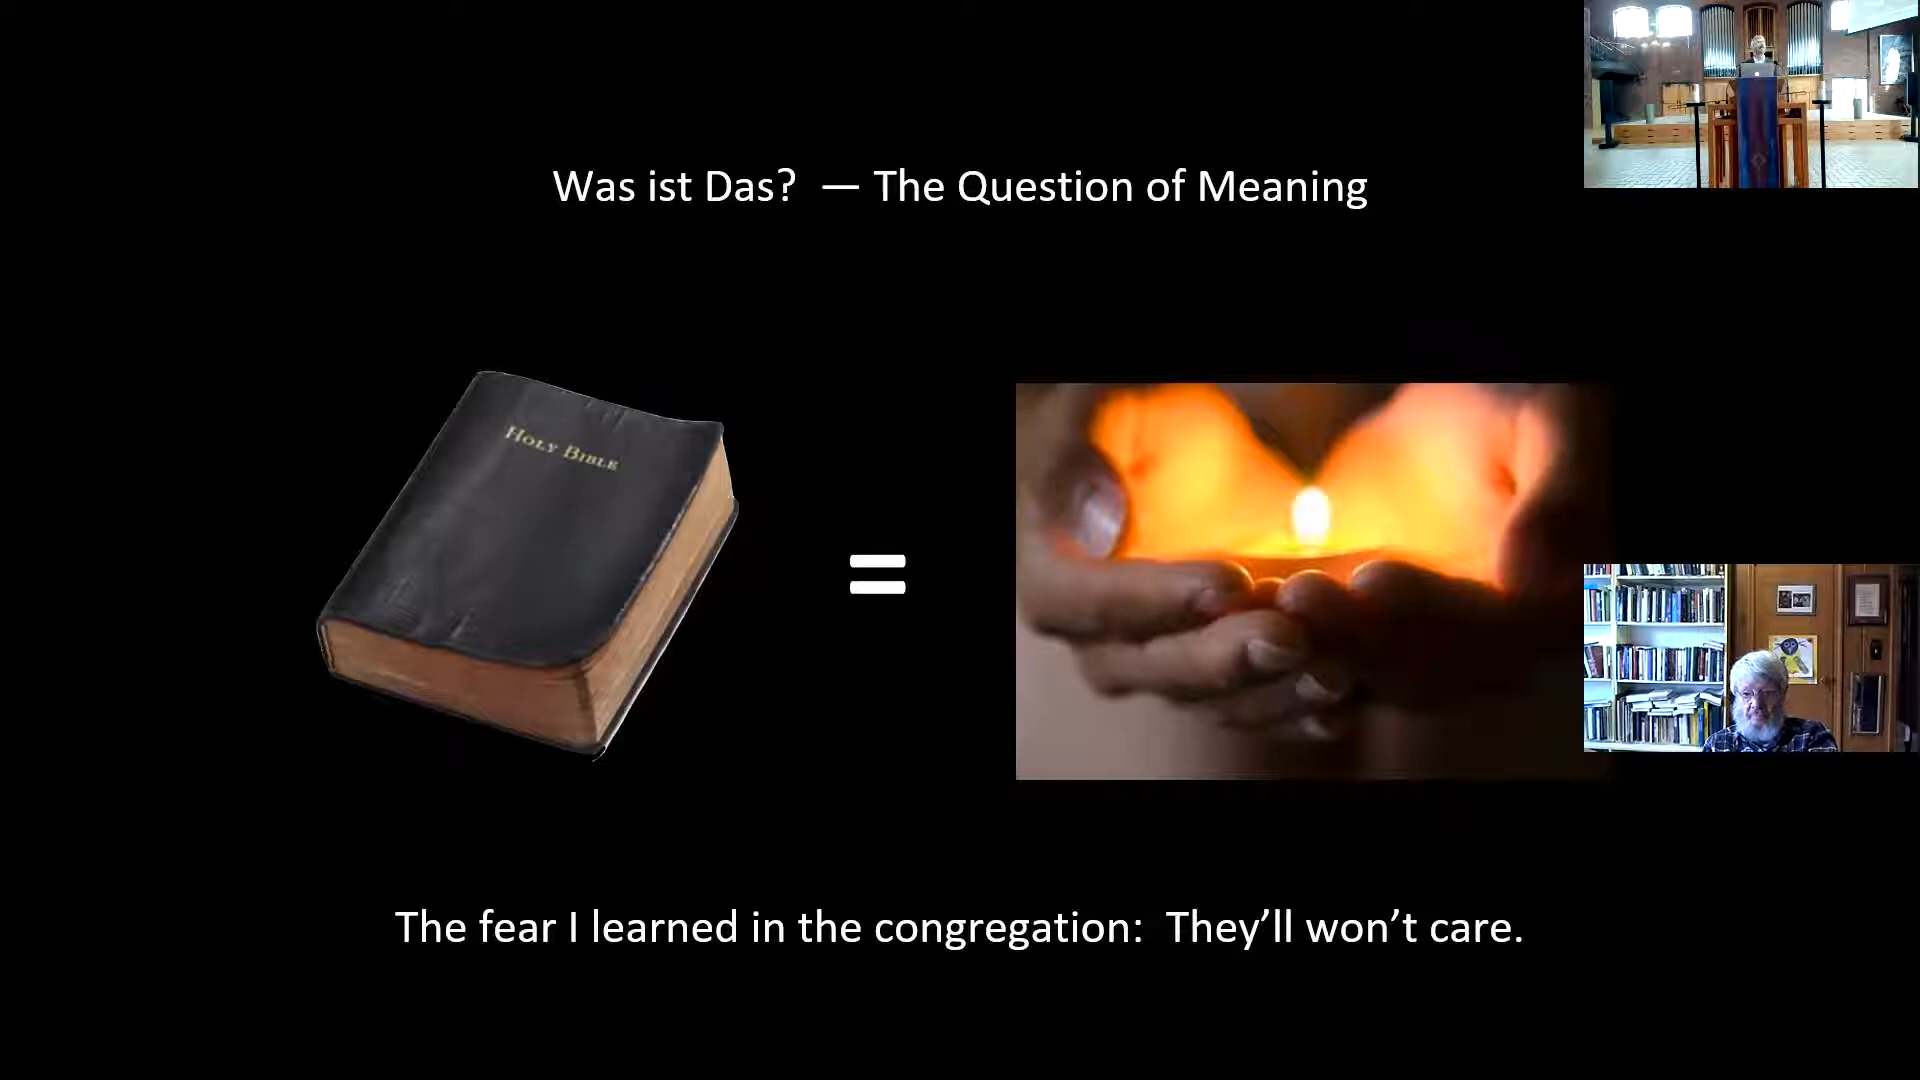 Was ist Das?  — The Question of Meaning
HOLY BIBLE
=
The fear I learned in the congregation:  They’ll won’t care.